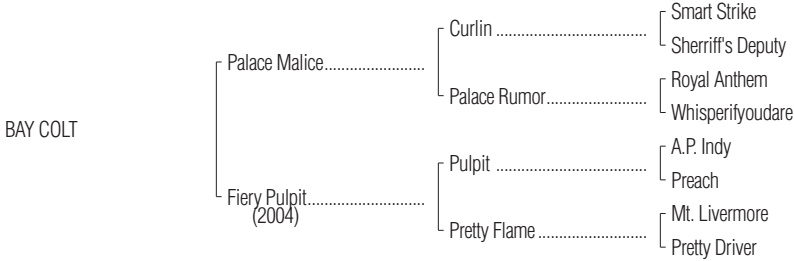 Smart Strike
Curlin ....................................
Sherriff's Deputy
Palace Malice........................
Royal Anthem
Palace Rumor........................
Whisperifyoudare
BAY COLT
A.P. Indy
Pulpit ....................................
Preach
Fiery Pulpit............................
(2004)
Mt. Livermore
Pretty Flame ..........................
Pretty Driver